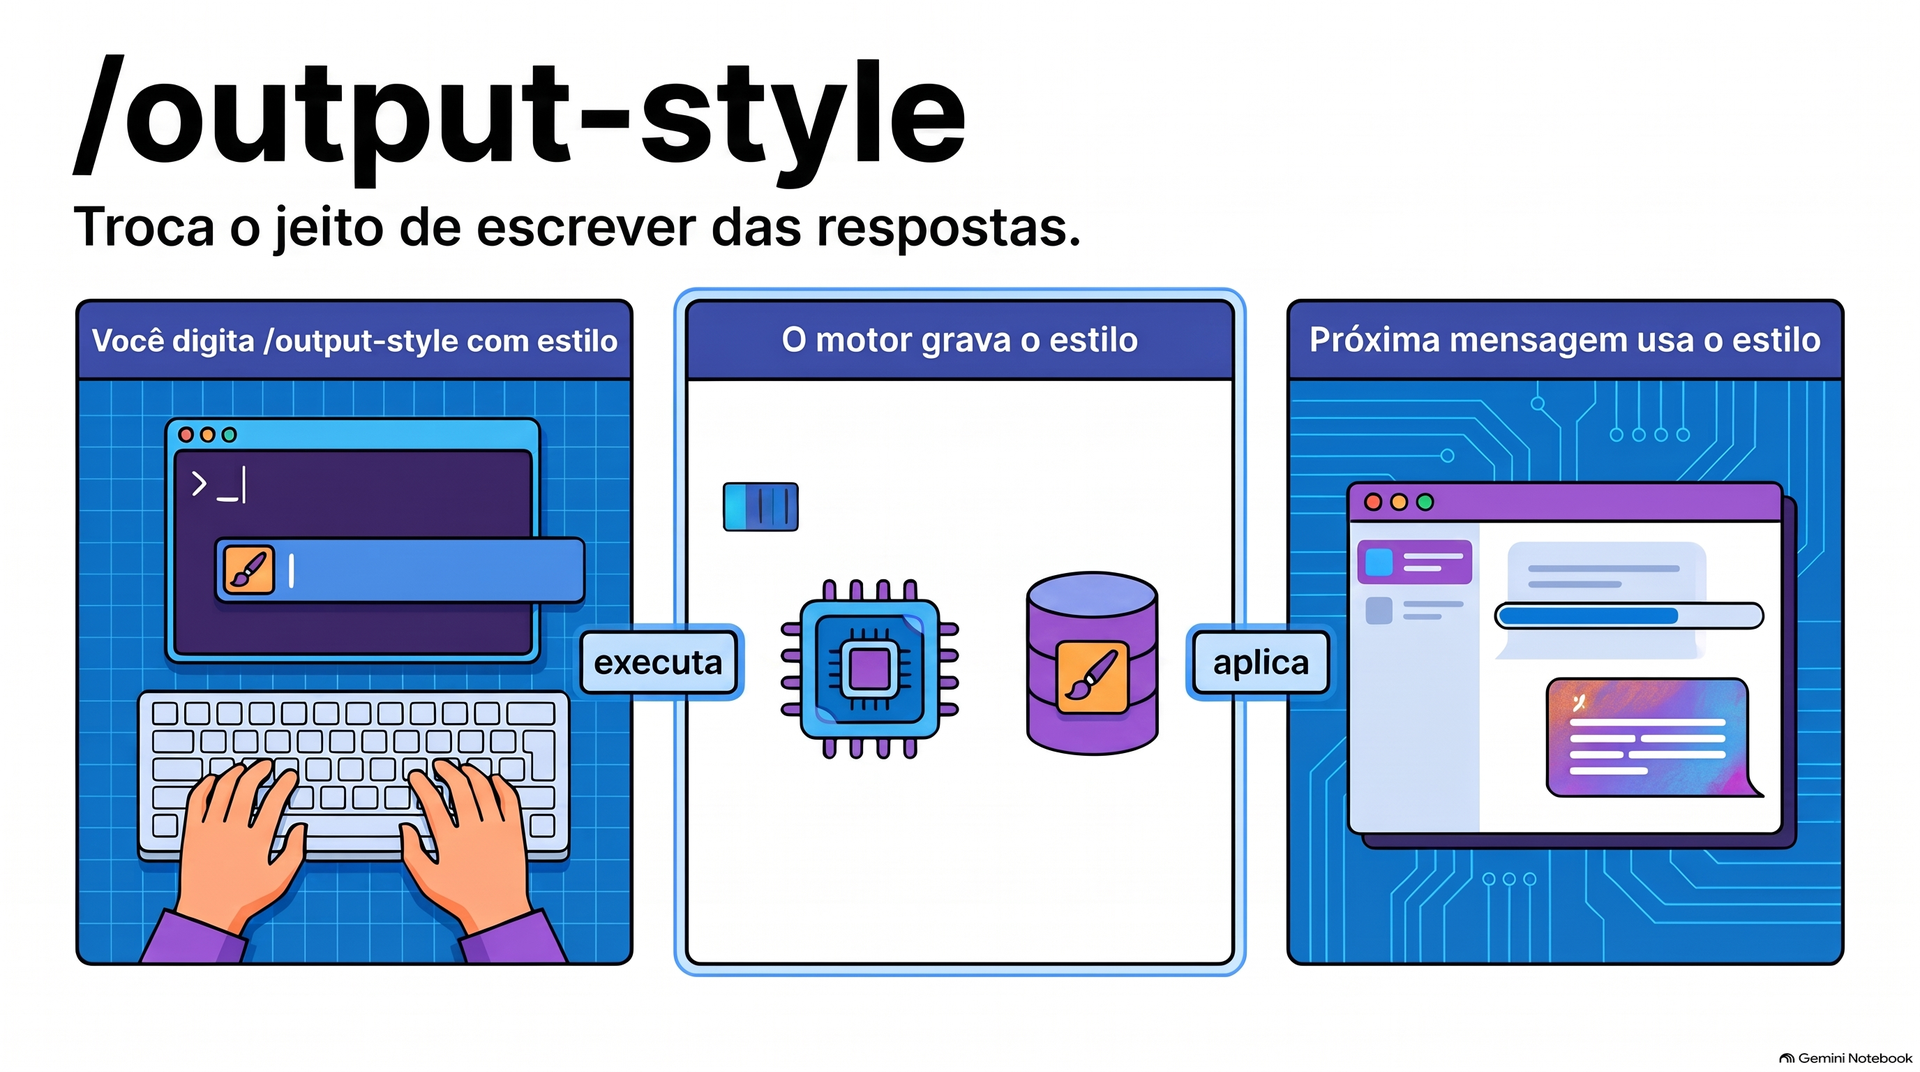 /output-style
Troca o jeito de escrever das respostas.
Você digita /output-style com estilo
O motor grava o estilo
Próxima mensagem usa o estilo
>_
executa
aplica
Gemini Notebook